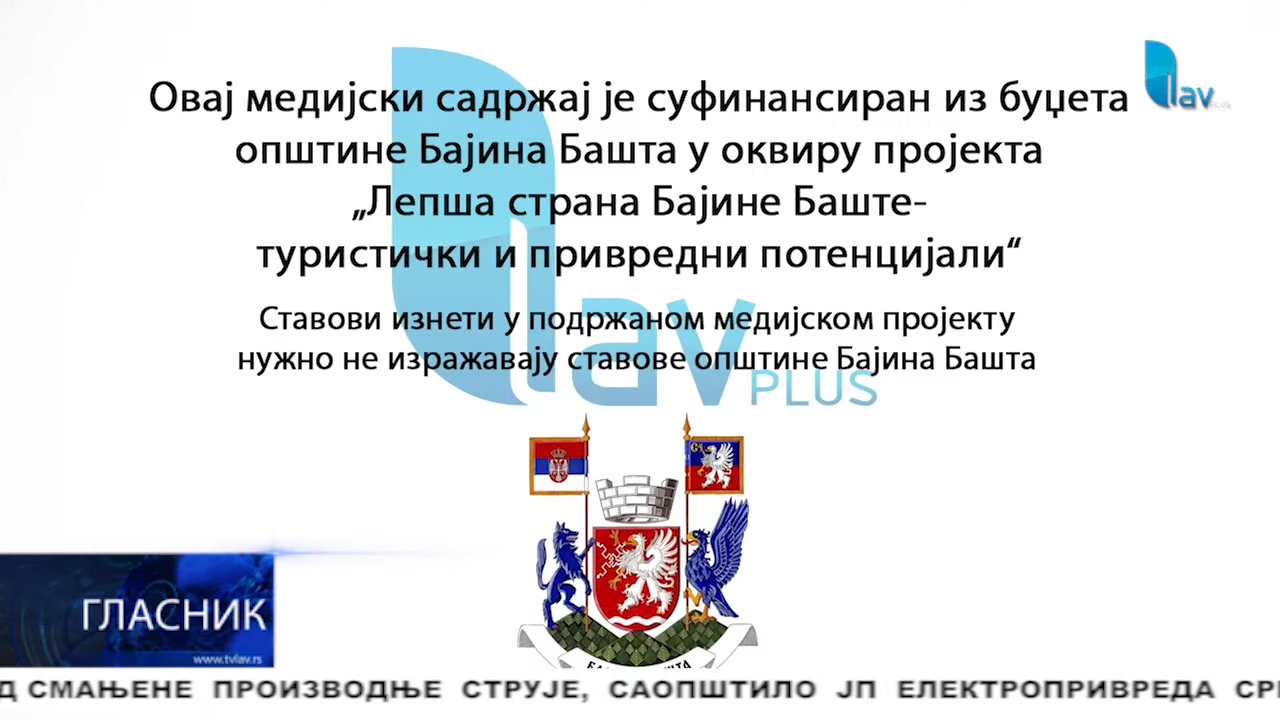 Овај медијски садржај је суфинансиран из буџета
општине Бајина Башта у оквиру пројекта
„Лепша страна Бајине Баште-
туристички и привредни потенцијали“
Ставови изнети у подржаном медијском пројекту
нужно не изражавају ставове општине Бајина Башта
lav
PLUS
lav
ГЛАСНИК
www.tvlav.rs
СМАЊЕНЕ ПРОИЗВОДЊЕ СТРУЈЕ, САОПШТИЛО ЈП ЕЛЕКТРОПРИВРЕДА